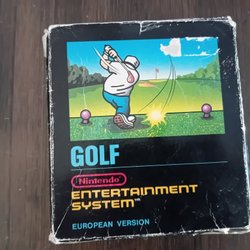 GOLF
Nintendo
ENTERTAINMENT
SYSTEM
EUROPEAN VERSION